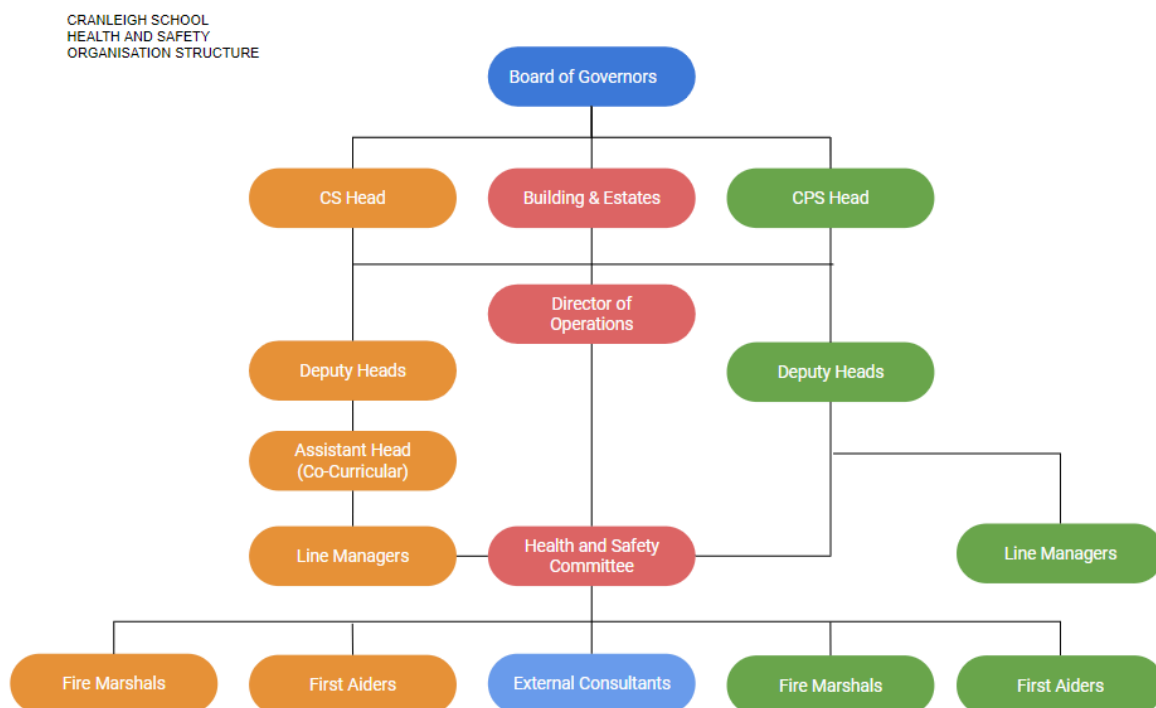 CRANLEIGH SCHOOL
HEALTH AND SAFETY
ORGANISATION STRUCTURE
Board of Governors
CS Head
Building & Estates
CPS Head
Director of
Operations
Deputy Heads
Deputy Heads
Assistant Head
(Co-Curricular)
Line Managers
Health and Safety
Committee
Line Managers
Fire Marshals
First Aiders
External Consultants
Fire Marshals
First Aiders